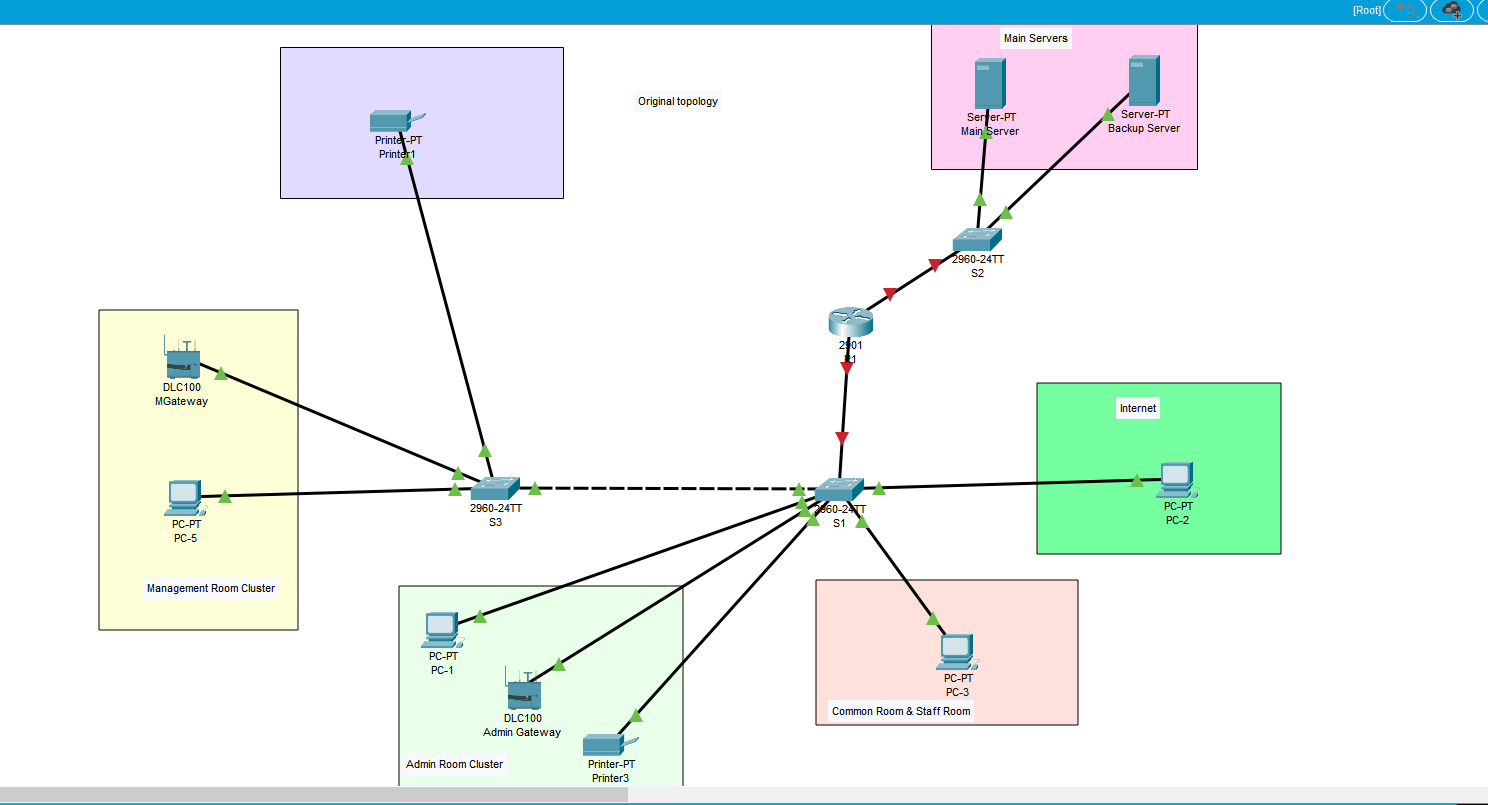 [Root]
Main Servers
Original topology
Server-PT
Main Server
Server-PT
Backup Server
Printer-PT
Printer1
2960-24TT
S2
2901
R1
DLC100
MGateway
Internet
PC-PT
PC-5
2960-24TT
S3
2960-24TT
S1
PC-PT
PC-2
Management Room Cluster
PC-PT
PC-1
PC-PT
PC-3
DLC100
Admin Gateway
Common Room & Staff Room
Admin Room Cluster
Printer-PT
Printer3